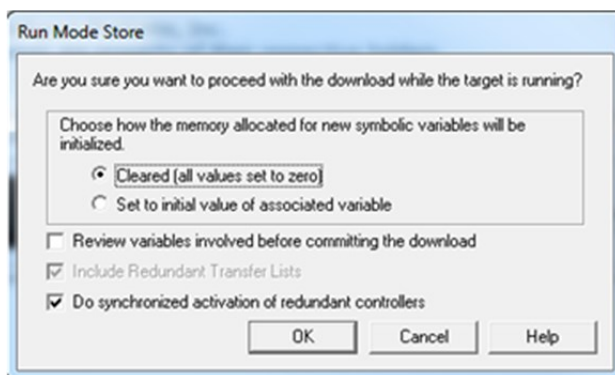 Run Mode Store
Are you sure you want to proceed with the download while the target is running?
Choose how the memory allocated for new symbolic variables will be
initialized.
Cleared (all values set to zero)
Set to initial value of associated variable
Review variables involved before committing the download
Include Redundant Transfer Lists
Do synchronized activation of redundant controllers
OK
Cancel
Help